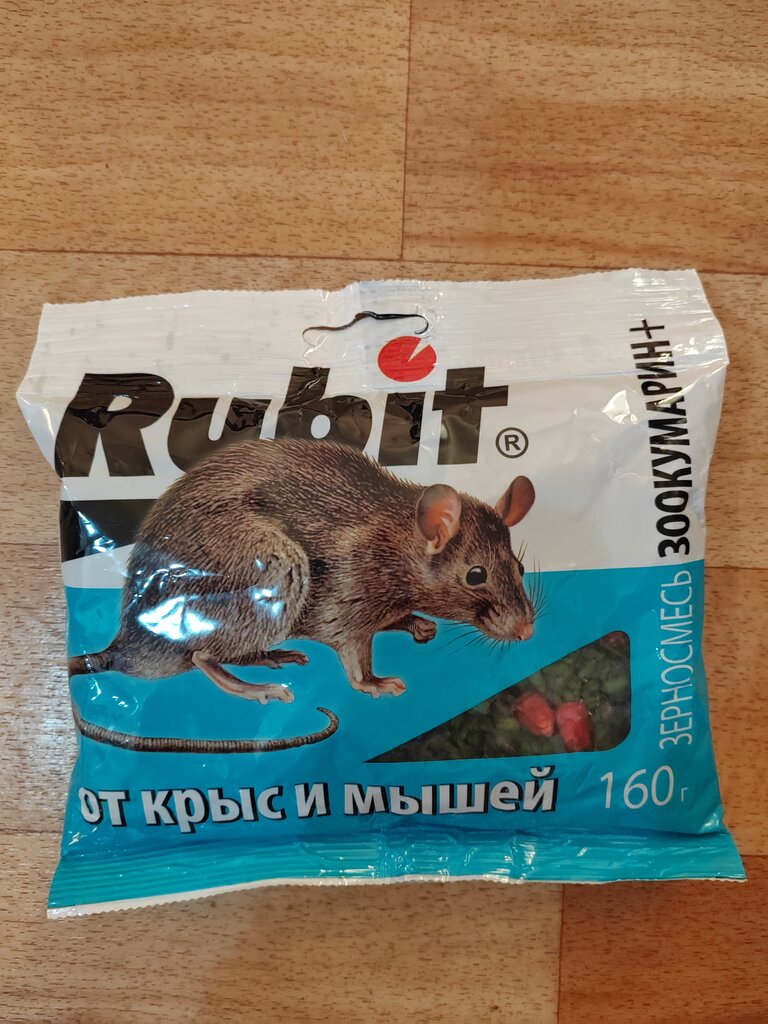 Rubit®
ЗЕРНОСМЕСЬ ЗООКУМАРИН+
от крыс и мышей
160 г